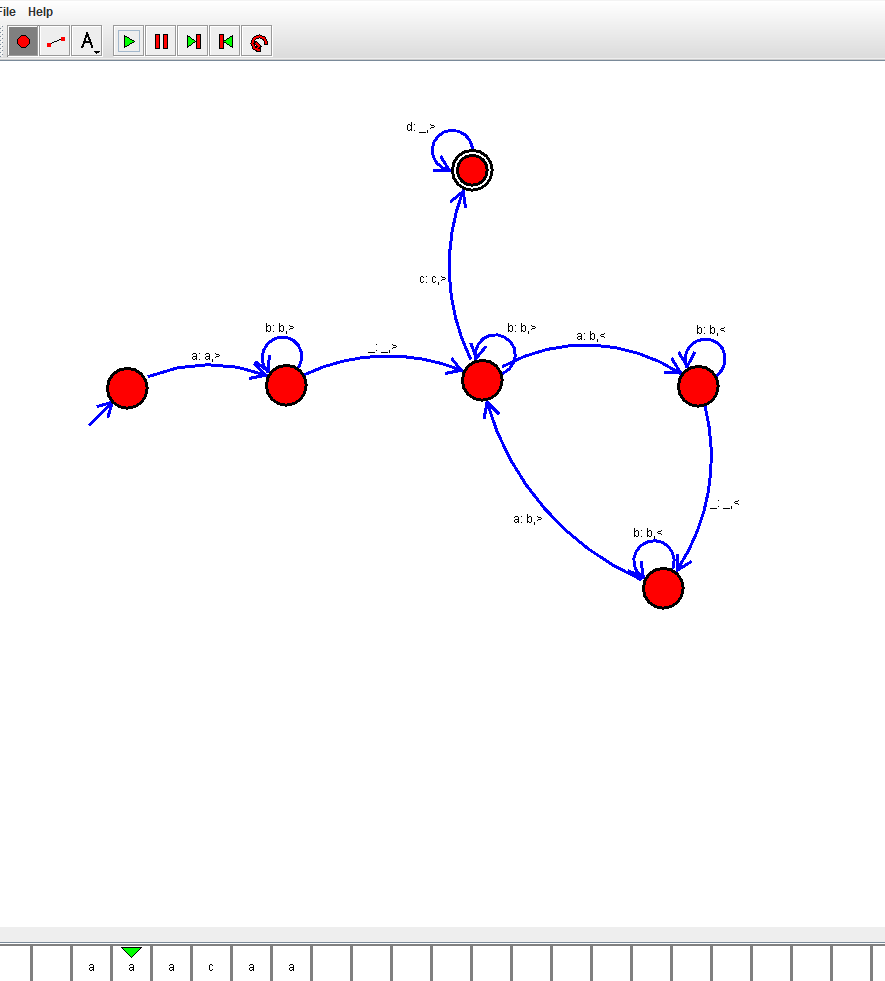 File Help
A
d: _,>
c: c,>
b: b,>
b: b,>
a: b,<
b: b,<
a: a,>
_: _,>
_: _,<
a: b,>
b: b,<
a a a c a a